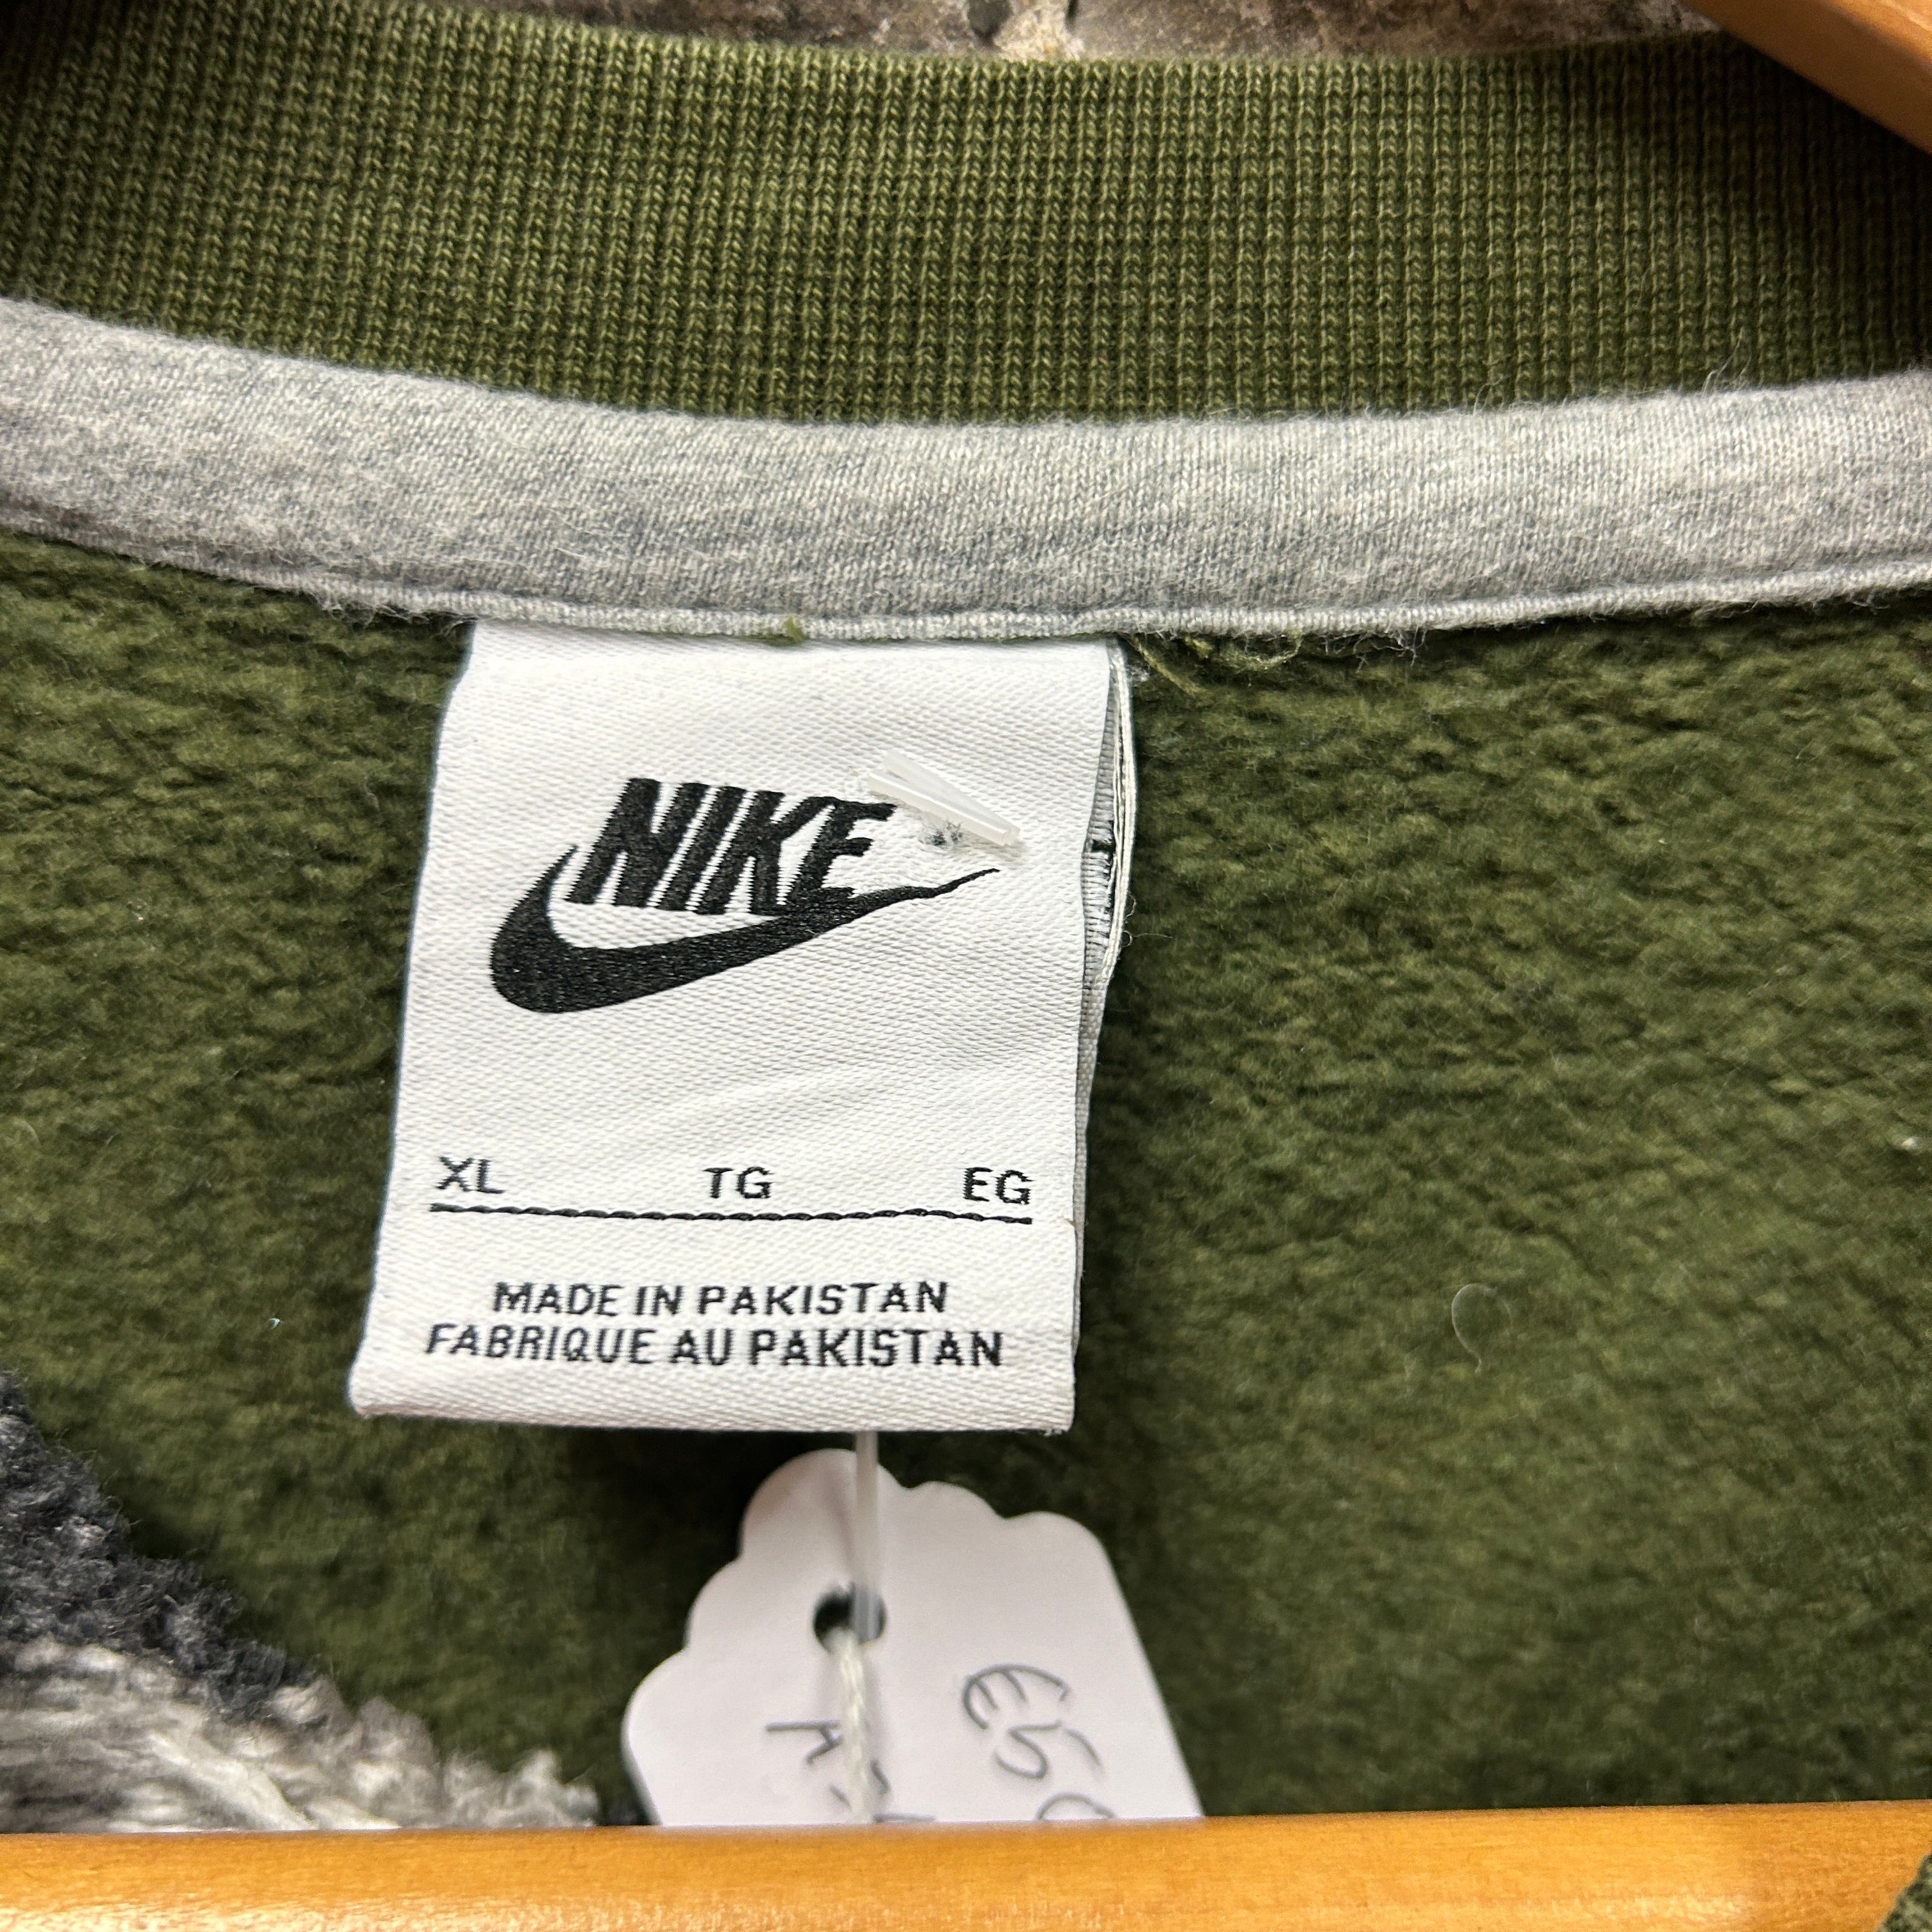 NIKE
XL TG EG
MADE IN PAKISTAN
FABRIQUE AU PAKISTAN